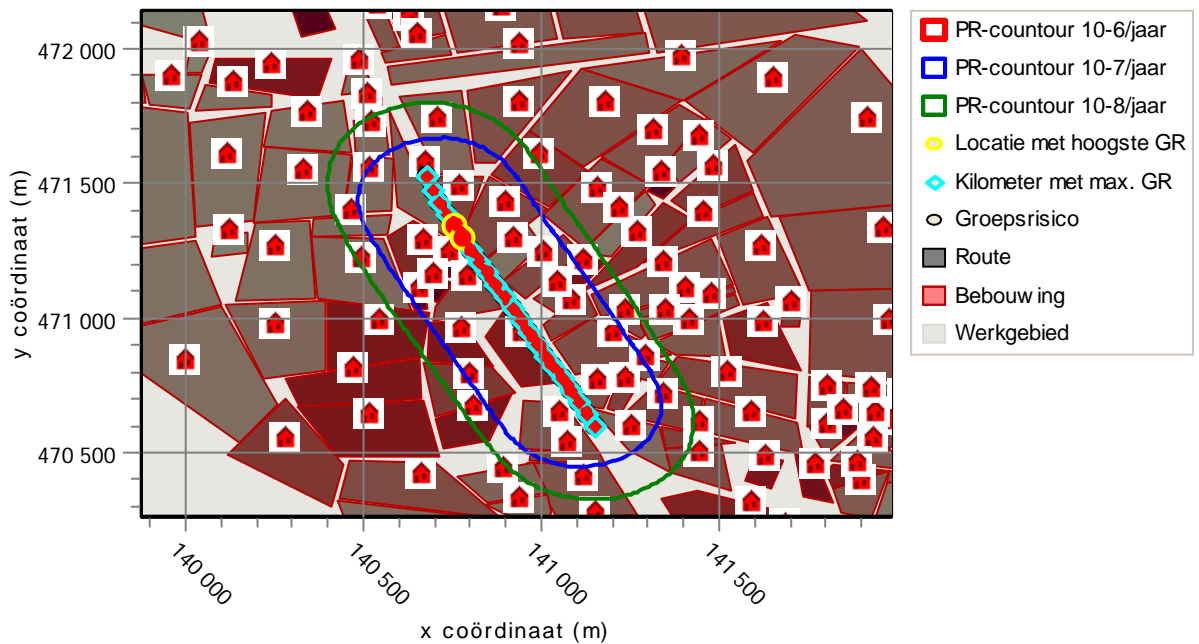 472 000
471 500
471 000
470 500
y coördinaat (m)
140 000
140 500
141 000
141 500
x coördinaat (m)
PR-countour 10-6/jaar
PR-countour 10-7/jaar
PR-countour 10-8/jaar
Locatie met hoogste GR
Kilometer met max. GR
Groepsrisico
Route
Bebouwing
Werkgebied